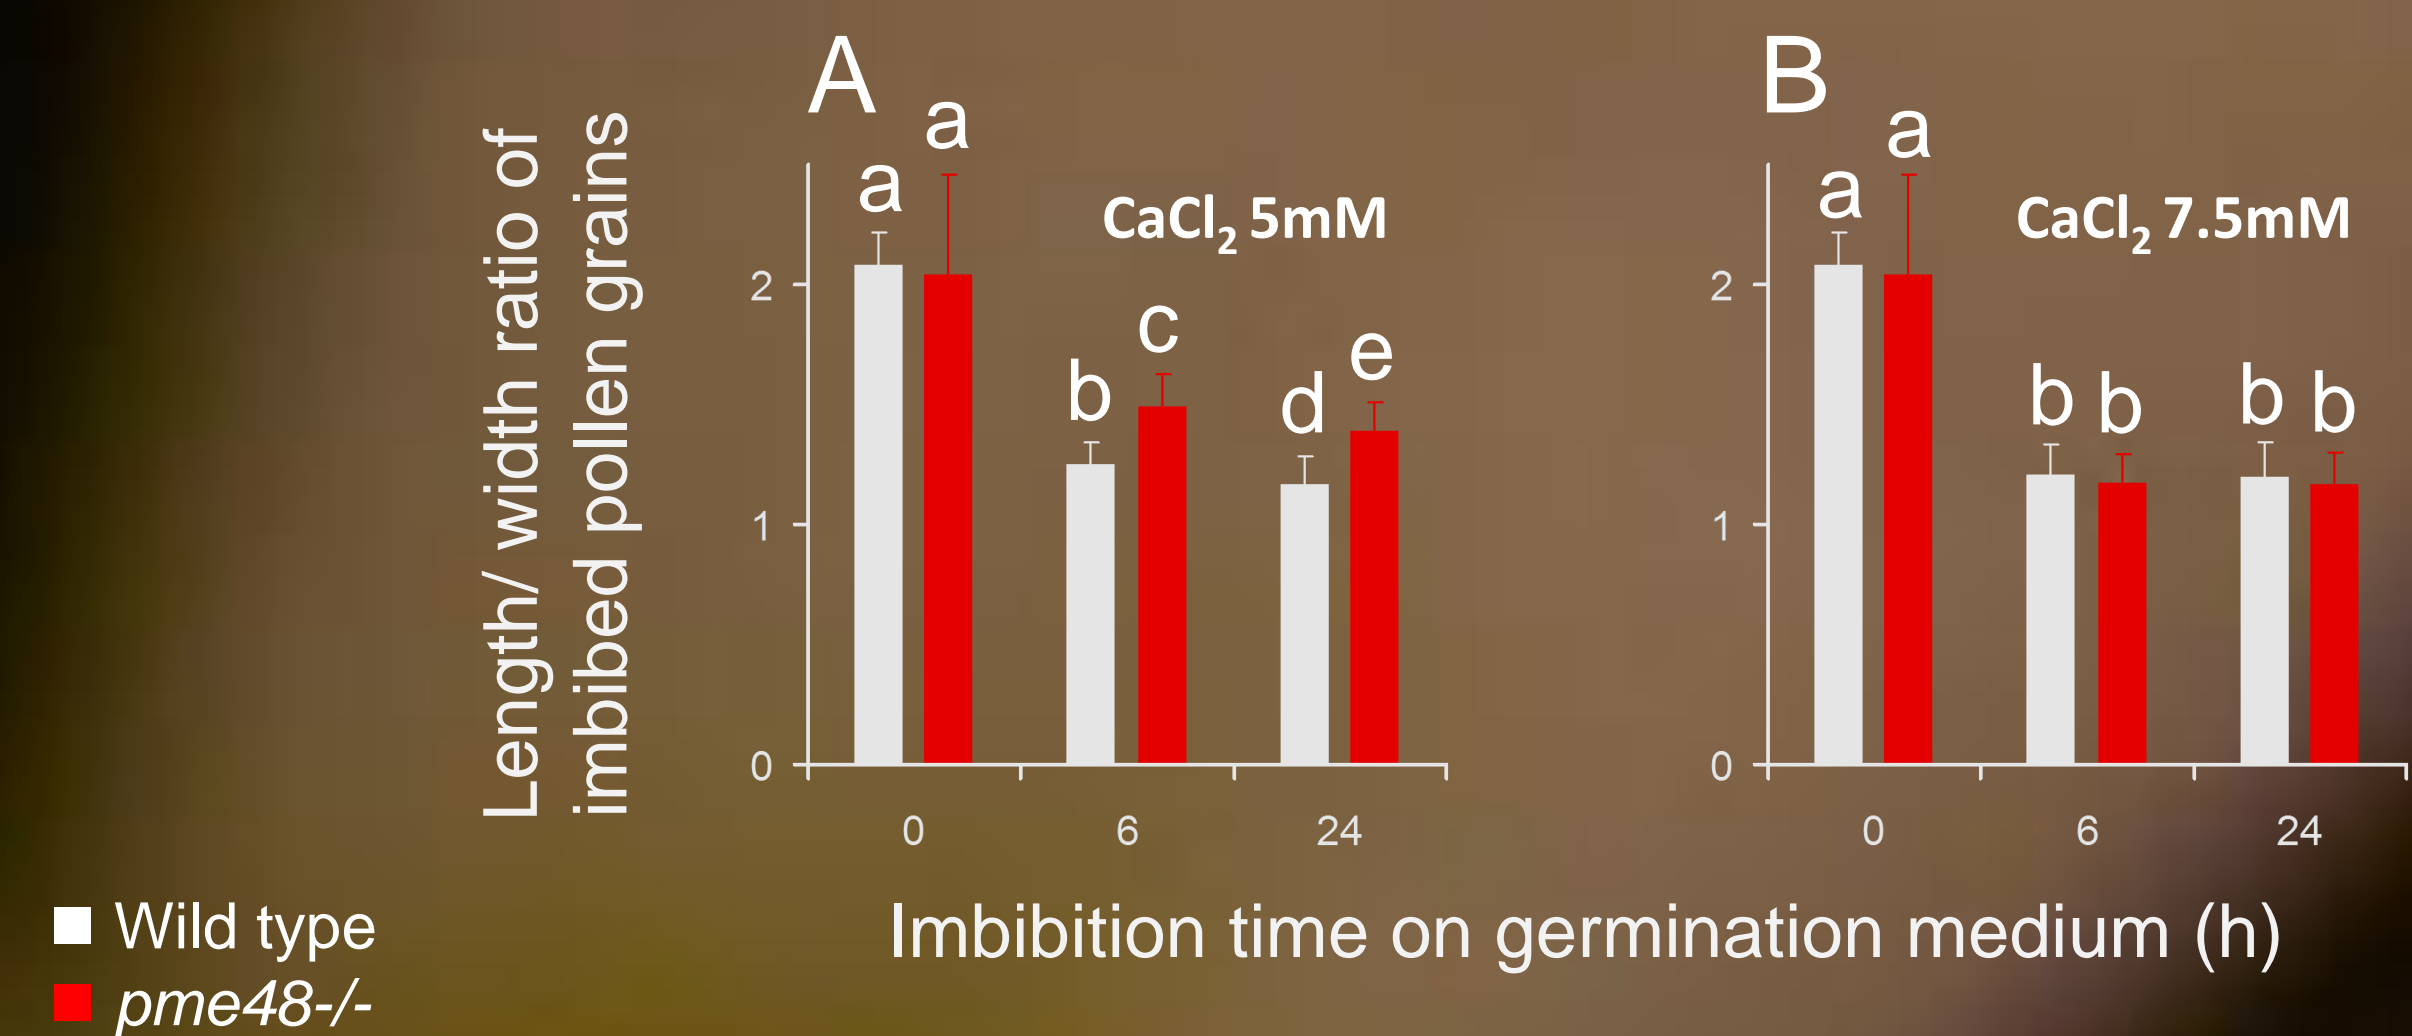 A
B
Length/ width ratio of
imbibed pollen grains
CaCl₂ 5mM
a
a
b
c
d
e
2
1
0
0 6 24
CaCl₂ 7.5mM
a
a
b
b
b
b
2
1
0
0 6 24
Imbibition time on germination medium (h)
Wild type
pme48-/-